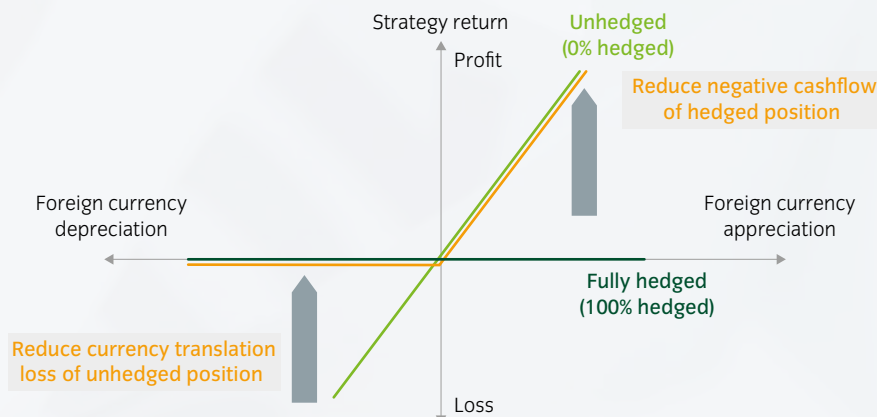 Strategy return
Profit
Unhedged
(0% hedged)
Reduce negative cashflow
of hedged position
Foreign currency
depreciation
Foreign currency
appreciation
Fully hedged
(100% hedged)
Reduce currency translation
loss of unhedged position
Loss